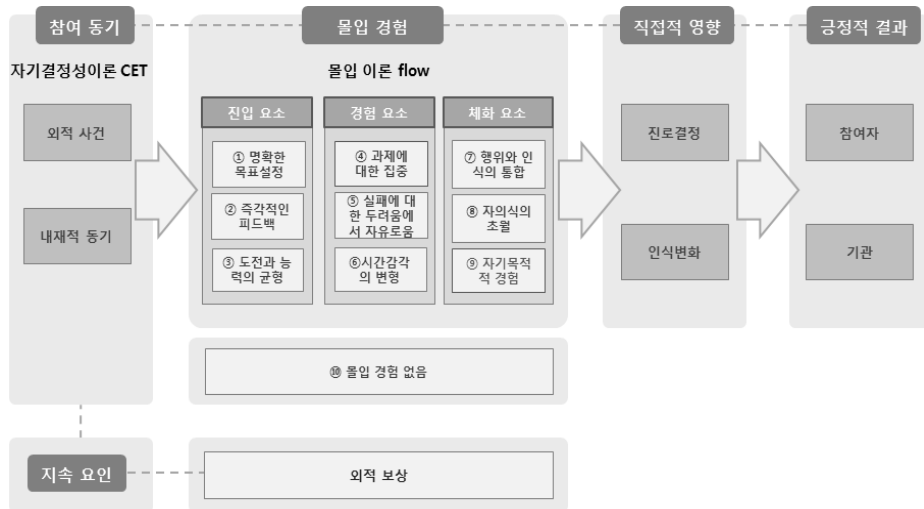 참여 동기
몰입 경험
직접적 영향
긍정적 결과
자기결정성이론 CET
몰입 이론 flow
외적 사건
내재적 동기
진입 요소
① 명확한
목표설정
② 즉각적인
피드백
③ 도전과 능
력의 균형
경험 요소
④ 과제에
대한 집중
⑤ 실패에 대
한 두려움에
서 자유로움
⑥시간감각
의 변형
체화 요소
⑦ 행위와 인
식의 통합
⑧ 자의식의
초월
⑨ 자기목적
적 경험
진로결정
인식변화
참여자
기관
⑩ 몰입 경험 없음
지속 요인
외적 보상